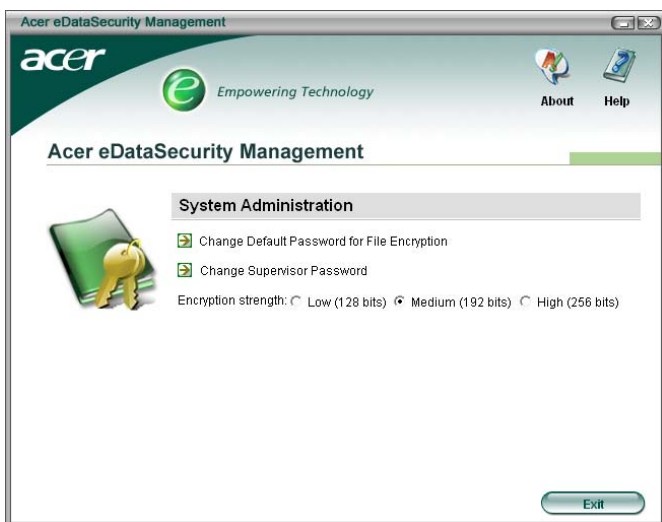 Acer eDataSecurity Management
acer
e Empowering Technology
About Help
Acer eDataSecurity Management
System Administration
Change Default Password for File Encryption
Change Supervisor Password
Encryption strength: Low (128 bits) Medium (192 bits) High (256 bits)
Exit